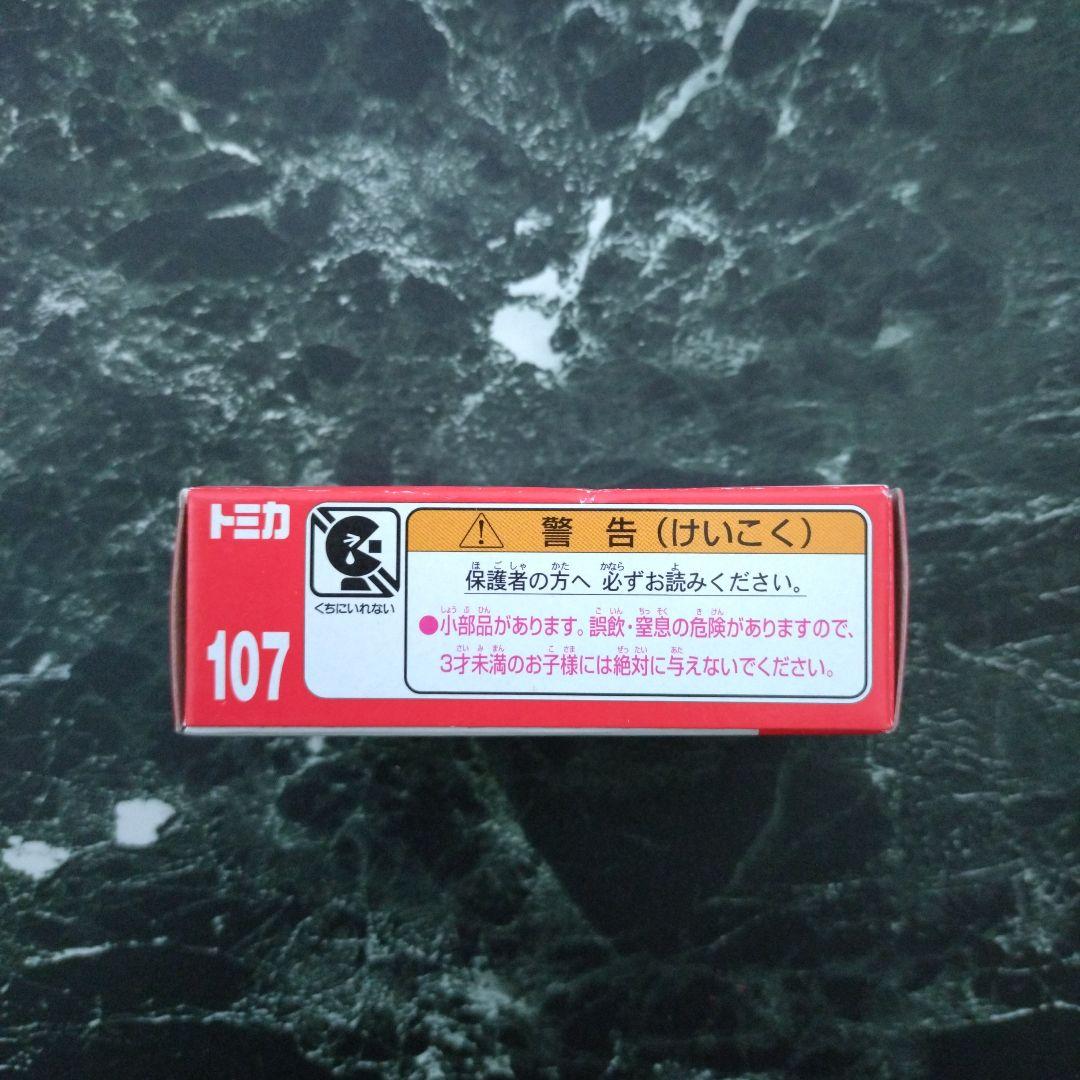 トミカ
107
くちにいれない
警告(けいこく)
保護者の方へ 必ずお読みください。
ほごしゃ かた かなら よ
●小部品があります。誤飲・窒息の危険がありますので、
しょうぶひん ごいん ちっそく きけん
3才未満のお子様には絶対に与えないでください。
さいみまん こさま ぜったい あた